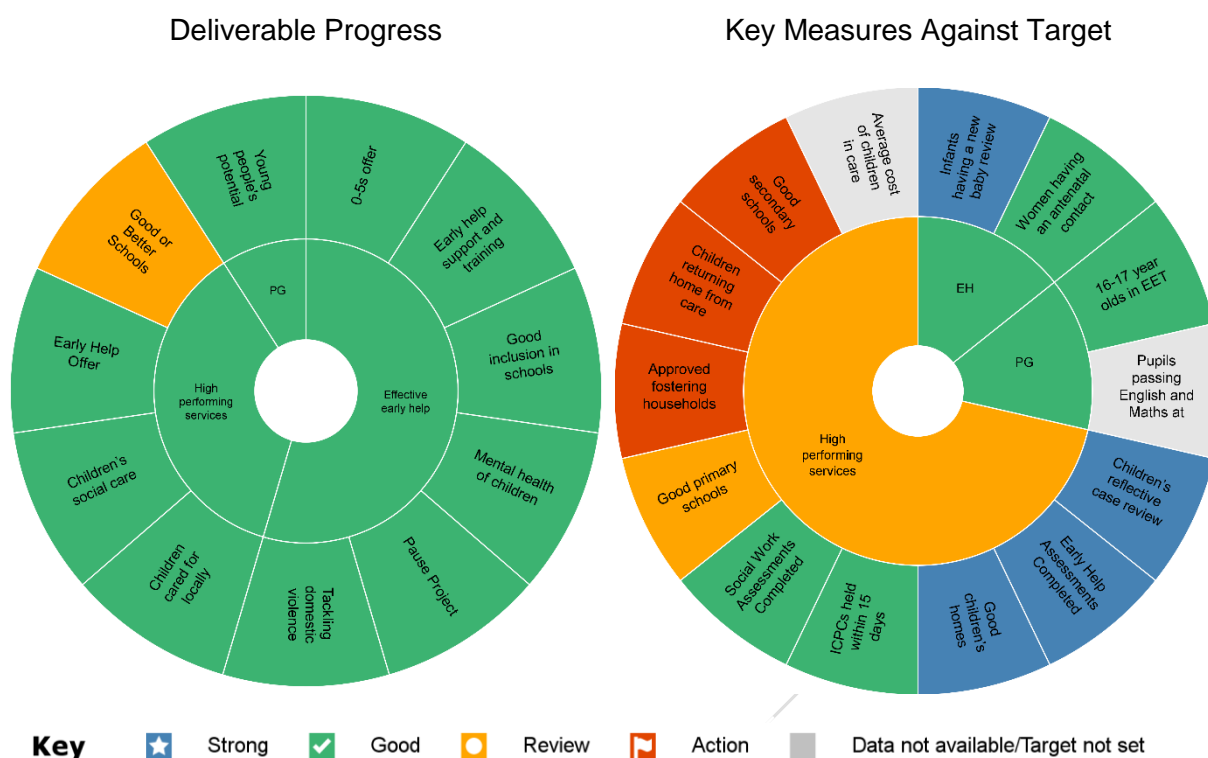 Deliverable Progress
Young
people's
potential
0-5s offer
Early help
support and
training
Good
inclusion in
schools
Mental health
of children
Pause Project
Tackling
domestic
violence
Children
cared for
locally
Children's
social care
Early Help
Offer
Good or
Better
Schools
PG
High
performing
services
Effective
early help
Key Measures Against Target
Average cost
of children
in care
Infants
having a new
baby review
Women having
an antenatal
contact
16-17 year
olds in EET
Pupils
passing
English and
Maths at
Children's
reflective
case review
Early Help
Assessments
Completed
Good
children's
homes
ICPCs held
within 15
days
Social Work
Assessments
Completed
Good primary
schools
Approved
fostering
households
Children
returning
home from
care
Good
secondary
schools
EH
PG
High
performing
services
Key Strong Good Review Action Data not available/Target not set